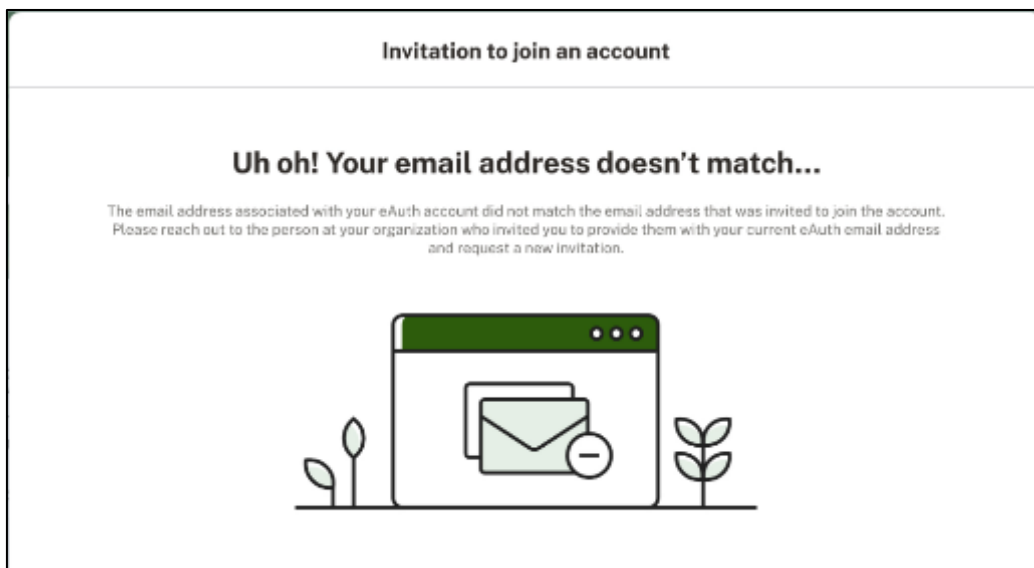 Invitation to join an account
Uh oh! Your email address doesn’t match...
The email address associated with your eAuth account did not match the email address that was invited to join the account.
Please reach out to the person at your organization who invited you to provide them with your current eAuth email address
and request a new invitation.